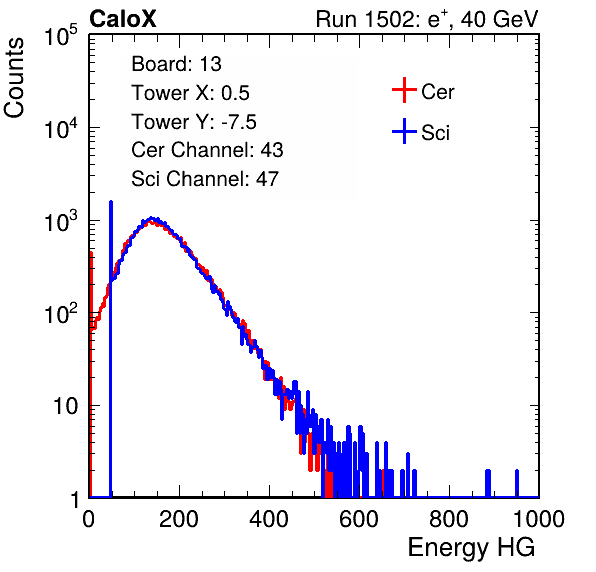 CaloX Run 1502: e⁺, 40 GeV
Counts
Board: 13
Tower X: 0.5
Tower Y: -7.5
Cer Channel: 43
Sci Channel: 47
Cer
Sci
10⁵
10⁴
10³
10²
10
1
0 200 400 600 800 1000
Energy HG